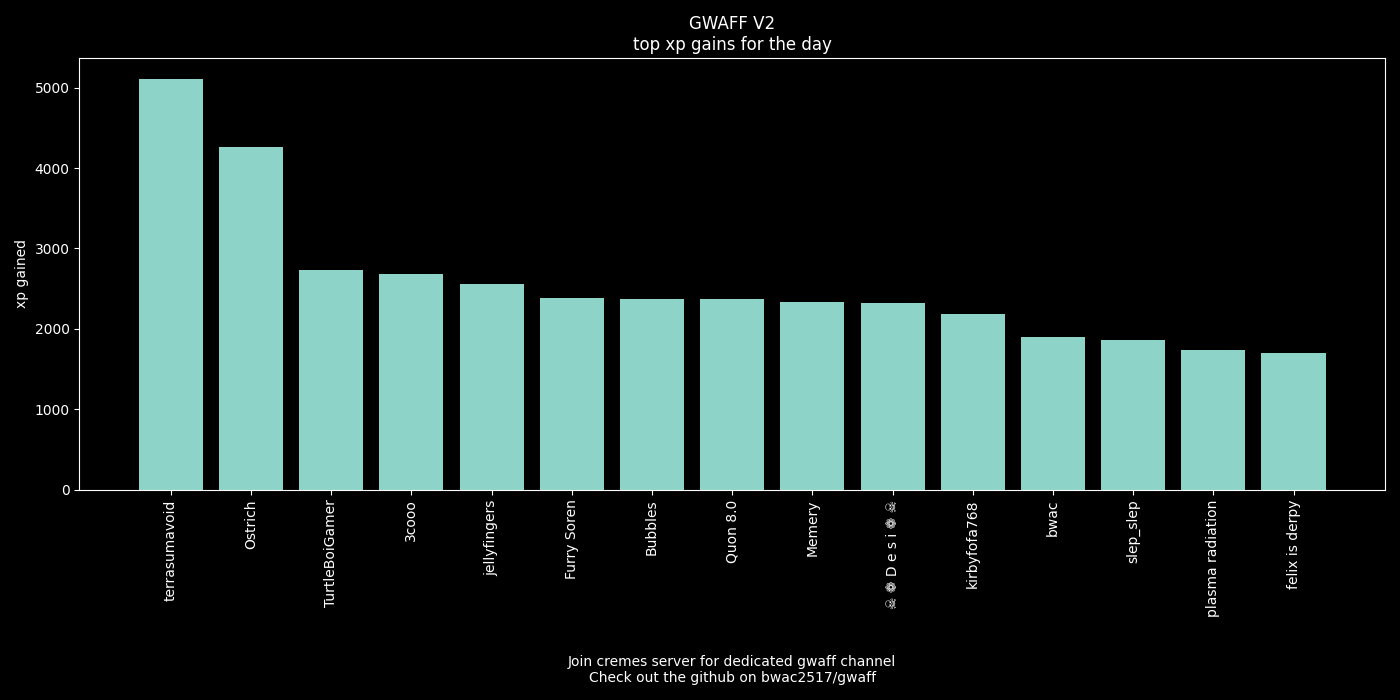 GWAFF V2
top xp gains for the day
xp gained
5000
4000
3000
2000
1000
0
terrasumavoid
Ostrich
TurtleBoiGamer
3cooo
jellyfingers
Furry Soren
Bubbles
Quon 8.0
Memery
☠ ❁ D e s i ❁ ☠
kirbyfofa768
bwac
slep_slep
plasma radiation
felix is derpy
Join cremes server for dedicated gwaff channel
Check out the github on bwac2517/gwaff